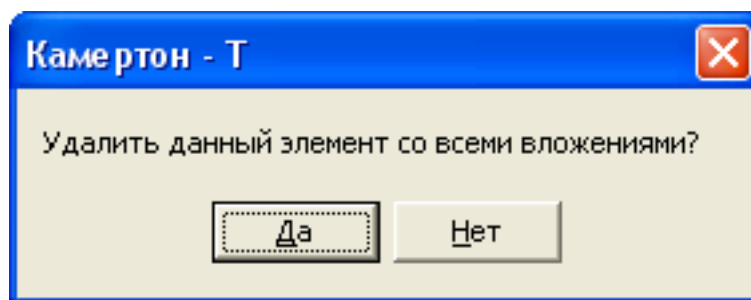 Камертон - Т
Удалить данный элемент со всеми вложениями?
Да Нет